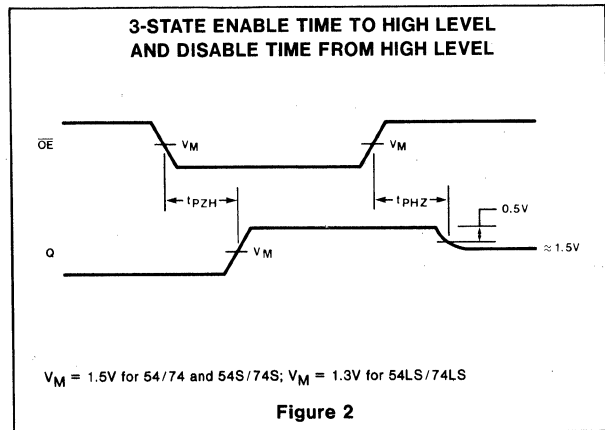 3-STATE ENABLE TIME TO HIGH LEVEL
AND DISABLE TIME FROM HIGH LEVEL
OE
VM
VM
tPZH
tPHZ
0.5V
Q
VM
≈1.5V
VM = 1.5V for 54/74 and 54S/74S; VM = 1.3V for 54LS/74LS
Figure 2